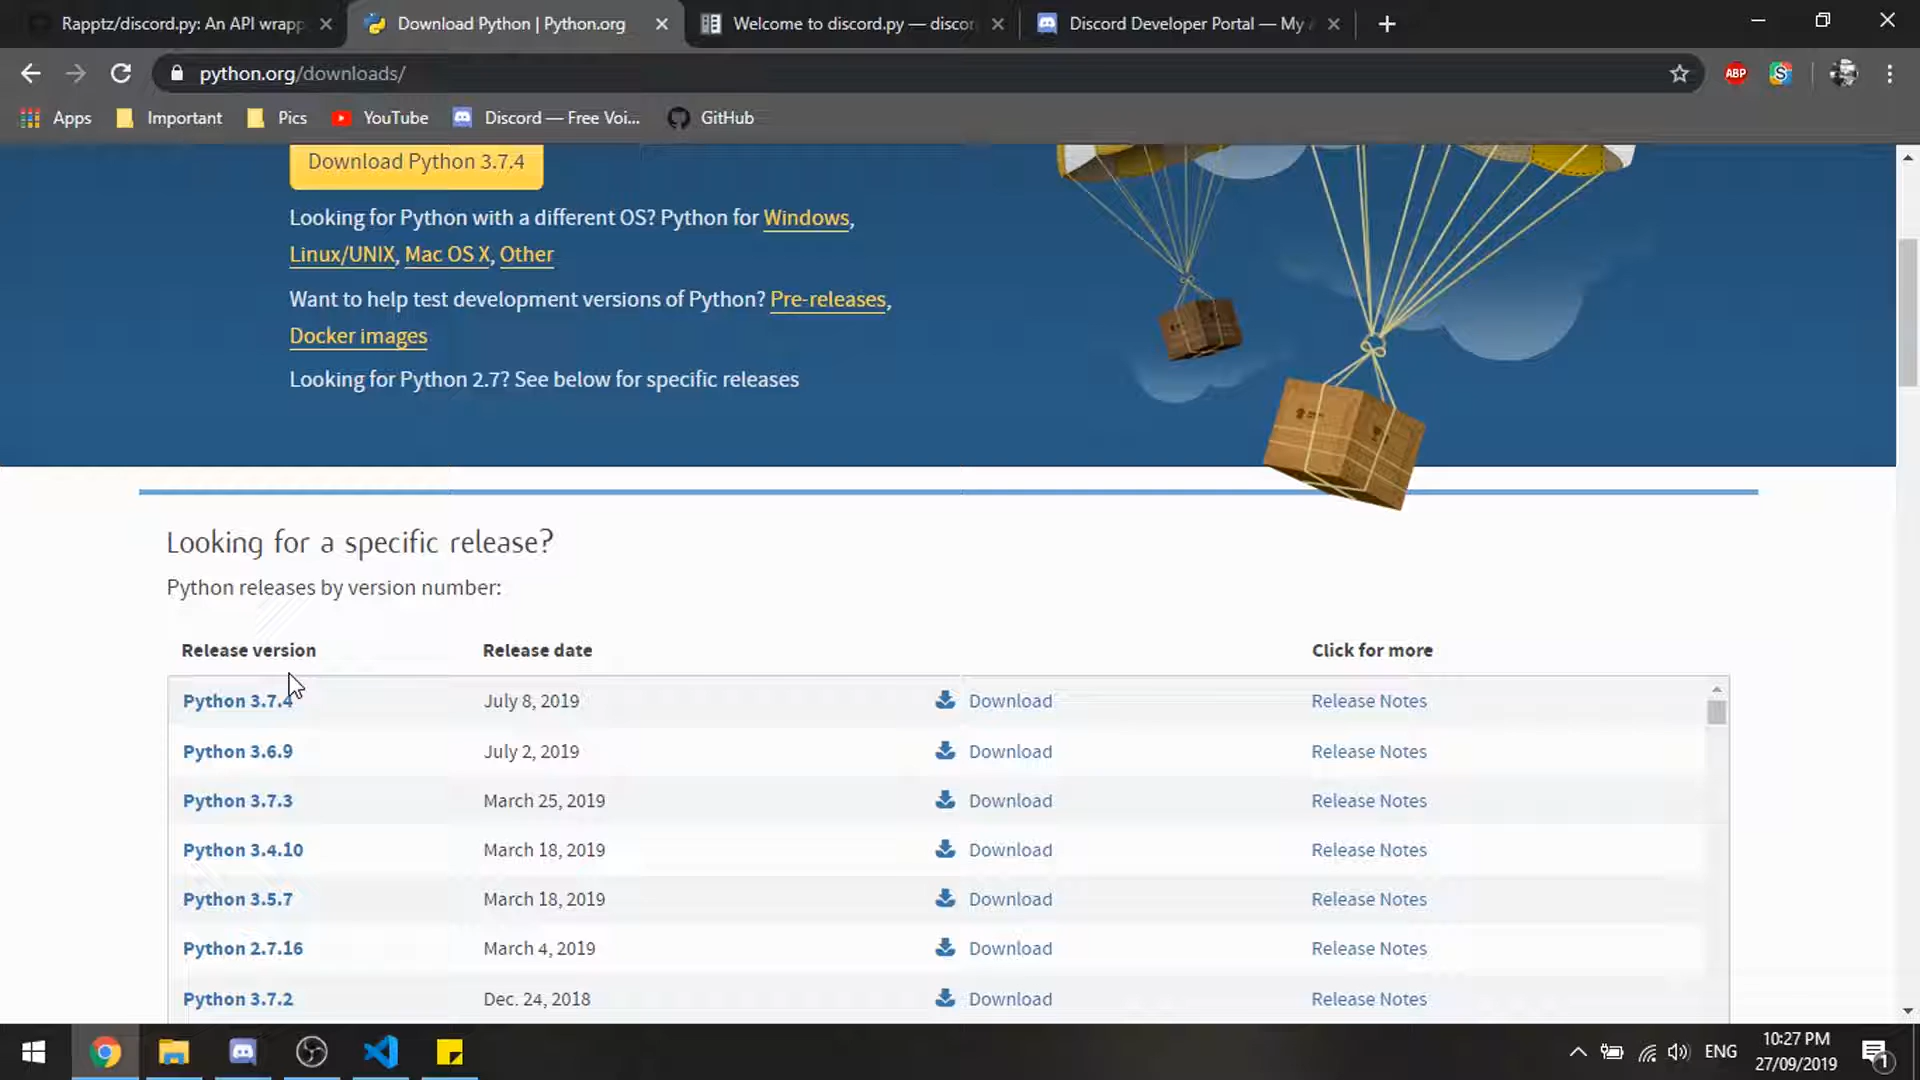 Rapptz/discord.py: An API wrapp
Download Python | Python.org
Welcome to discord.py — discor
Discord Developer Portal — My A
python.org/downloads/
ABP
S
Apps
Important
Pics
YouTube
Discord — Free Voi...
GitHub
Download Python 3.7.4
Looking for Python with a different OS? Python for Windows,
Linux/UNIX, Mac OS X, Other
Want to help test development versions of Python? Pre-releases,
Docker images
Looking for Python 2.7? See below for specific releases
Looking for a specific release?
Python releases by version number:
Release version Release date Click for more
Python 3.7.4 July 8, 2019 Download Release Notes
Python 3.6.9 July 2, 2019 Download Release Notes
Python 3.7.3 March 25, 2019 Download Release Notes
Python 3.4.10 March 18, 2019 Download Release Notes
Python 3.5.7 March 18, 2019 Download Release Notes
Python 2.7.16 March 4, 2019 Download Release Notes
Python 3.7.2 Dec. 24, 2018 Download Release Notes
ENG
10:27 PM
27/09/2019
1